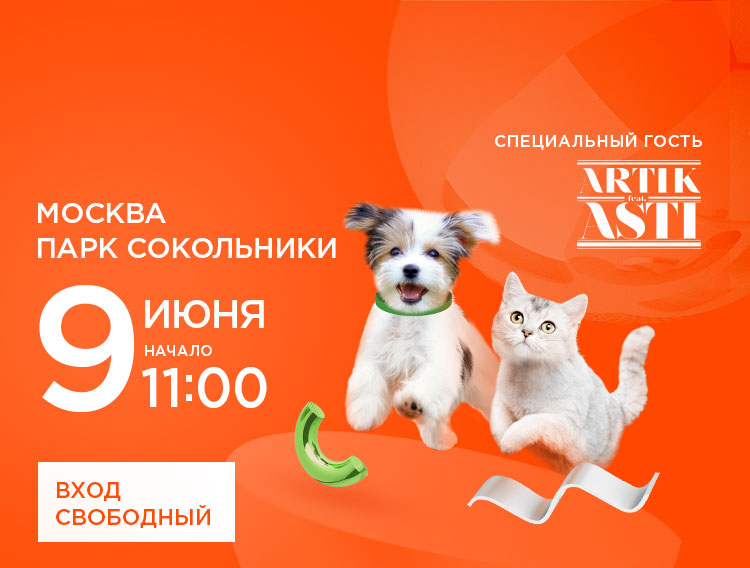 СПЕЦИАЛЬНЫЙ ГОСТЬ
ARTIK
feat.
ASTI
МОСКВА
ПАРК СОКОЛЬНИКИ
9 ИЮНЯ
НАЧАЛО
11:00
ВХОД
СВОБОДНЫЙ